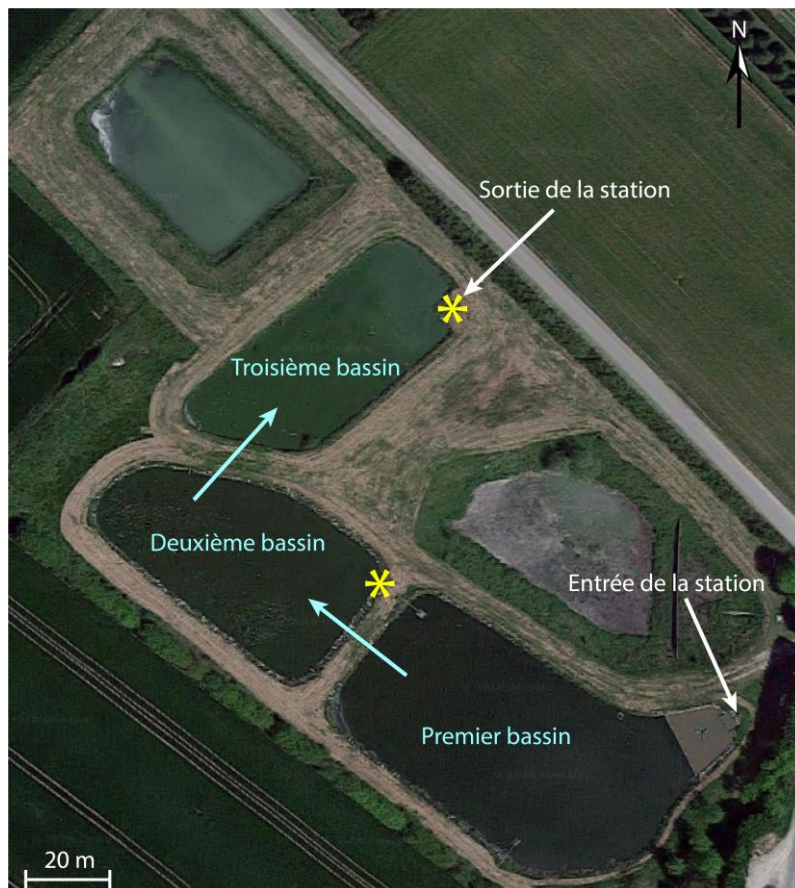 N
Sortie de la station
Troisième bassin
Deuxième bassin
Entrée de la station
Premier bassin
20 m